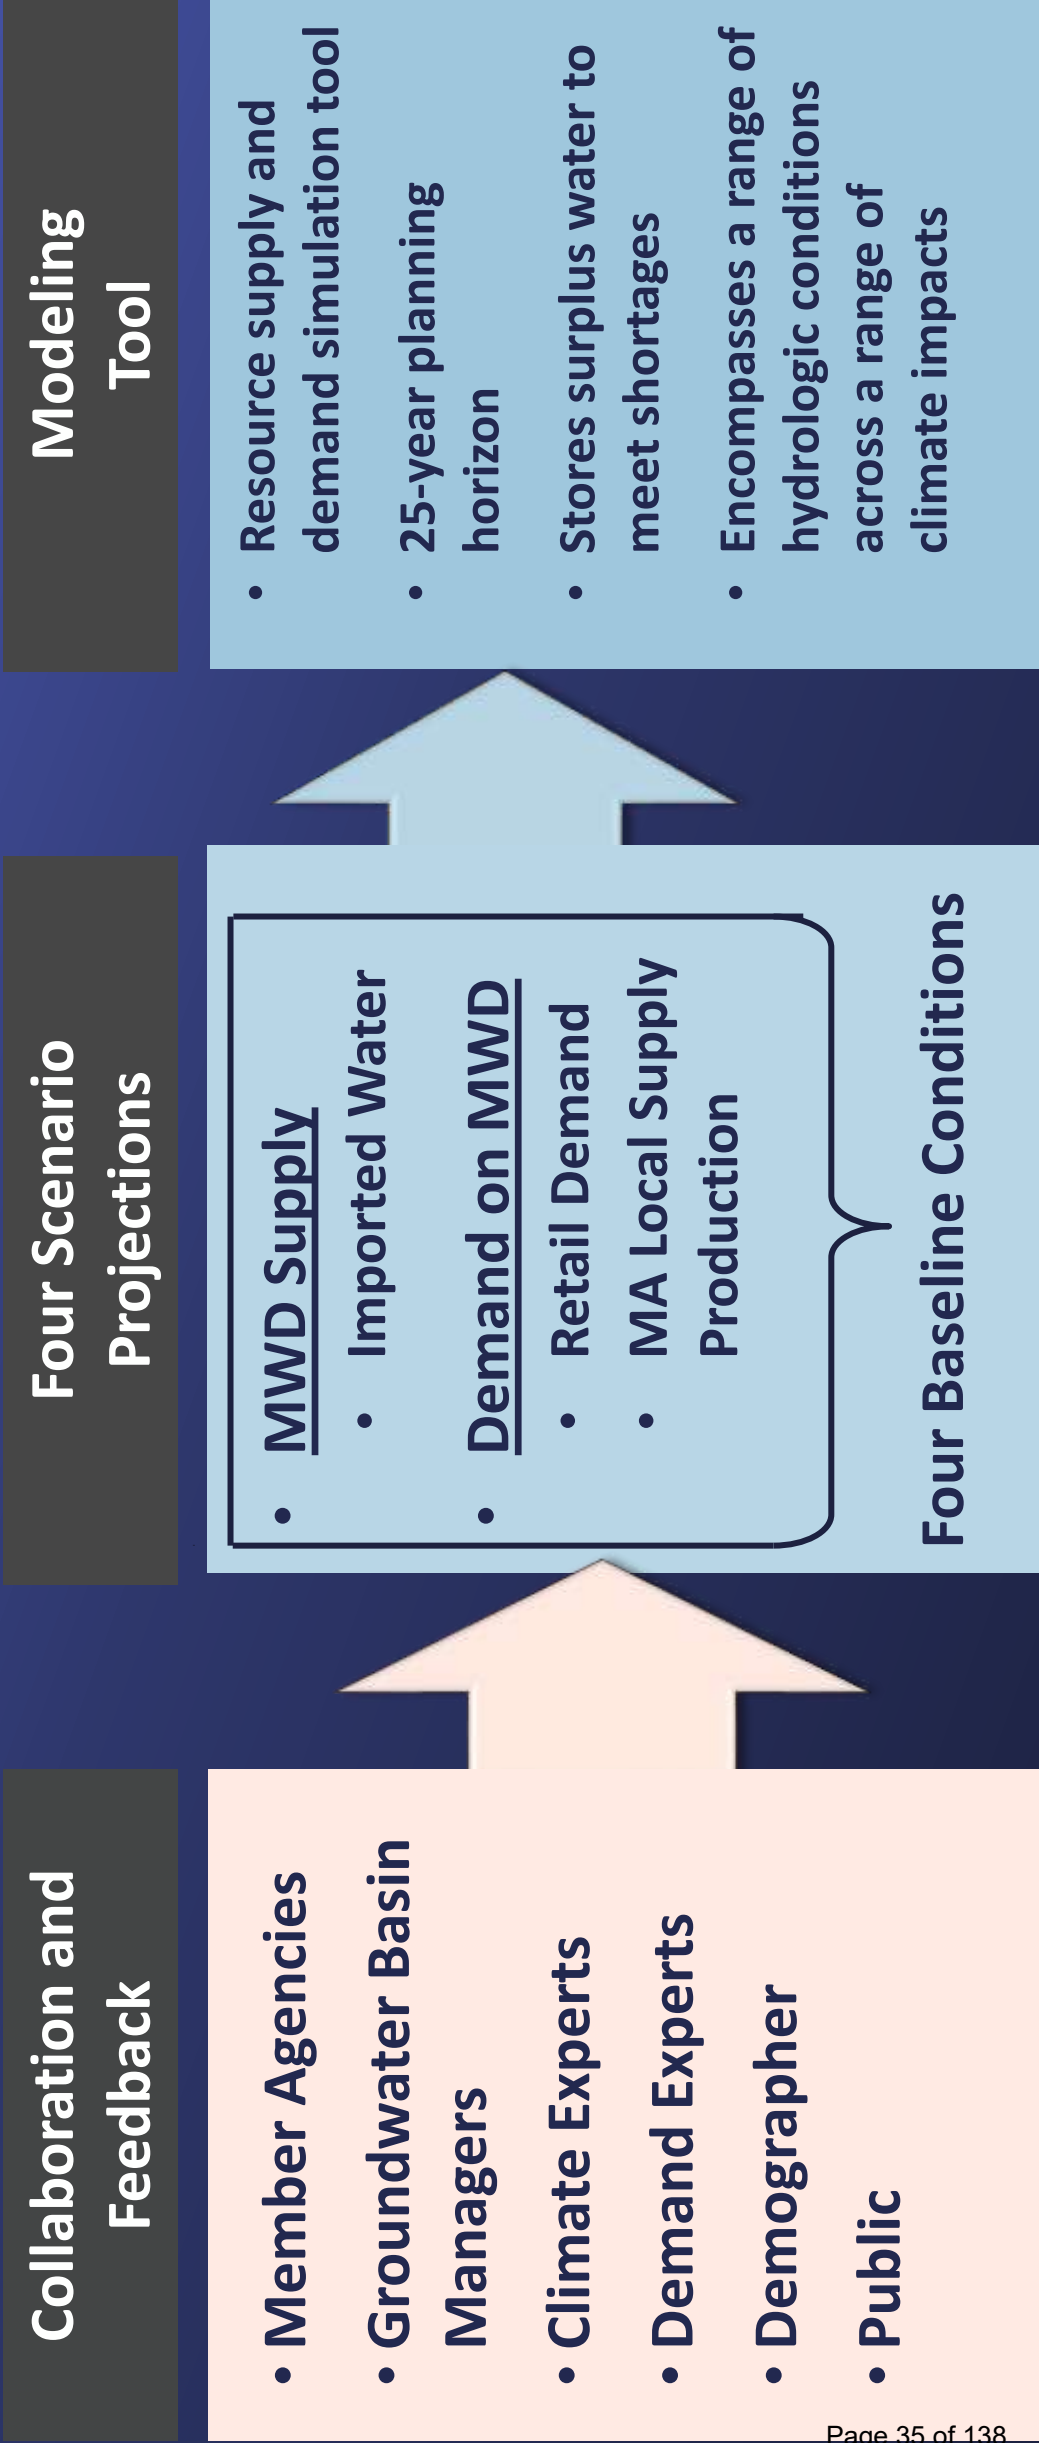 Collaboration and
Feedback
• Member Agencies
• Groundwater Basin
Managers
• Climate Experts
• Demand Experts
• Demographer
• Public
Four Scenario
Projections
• MWD Supply
• Imported Water
• Demand on MWD
• Retail Demand
• MA Local Supply
Production
Four Baseline Conditions
Modeling
Tool
• Resource supply and
demand simulation tool
• 25-year planning
horizon
• Stores surplus water to
meet shortages
• Encompasses a range of
hydrologic conditions
across a range of
climate impacts
Page 35 of 138